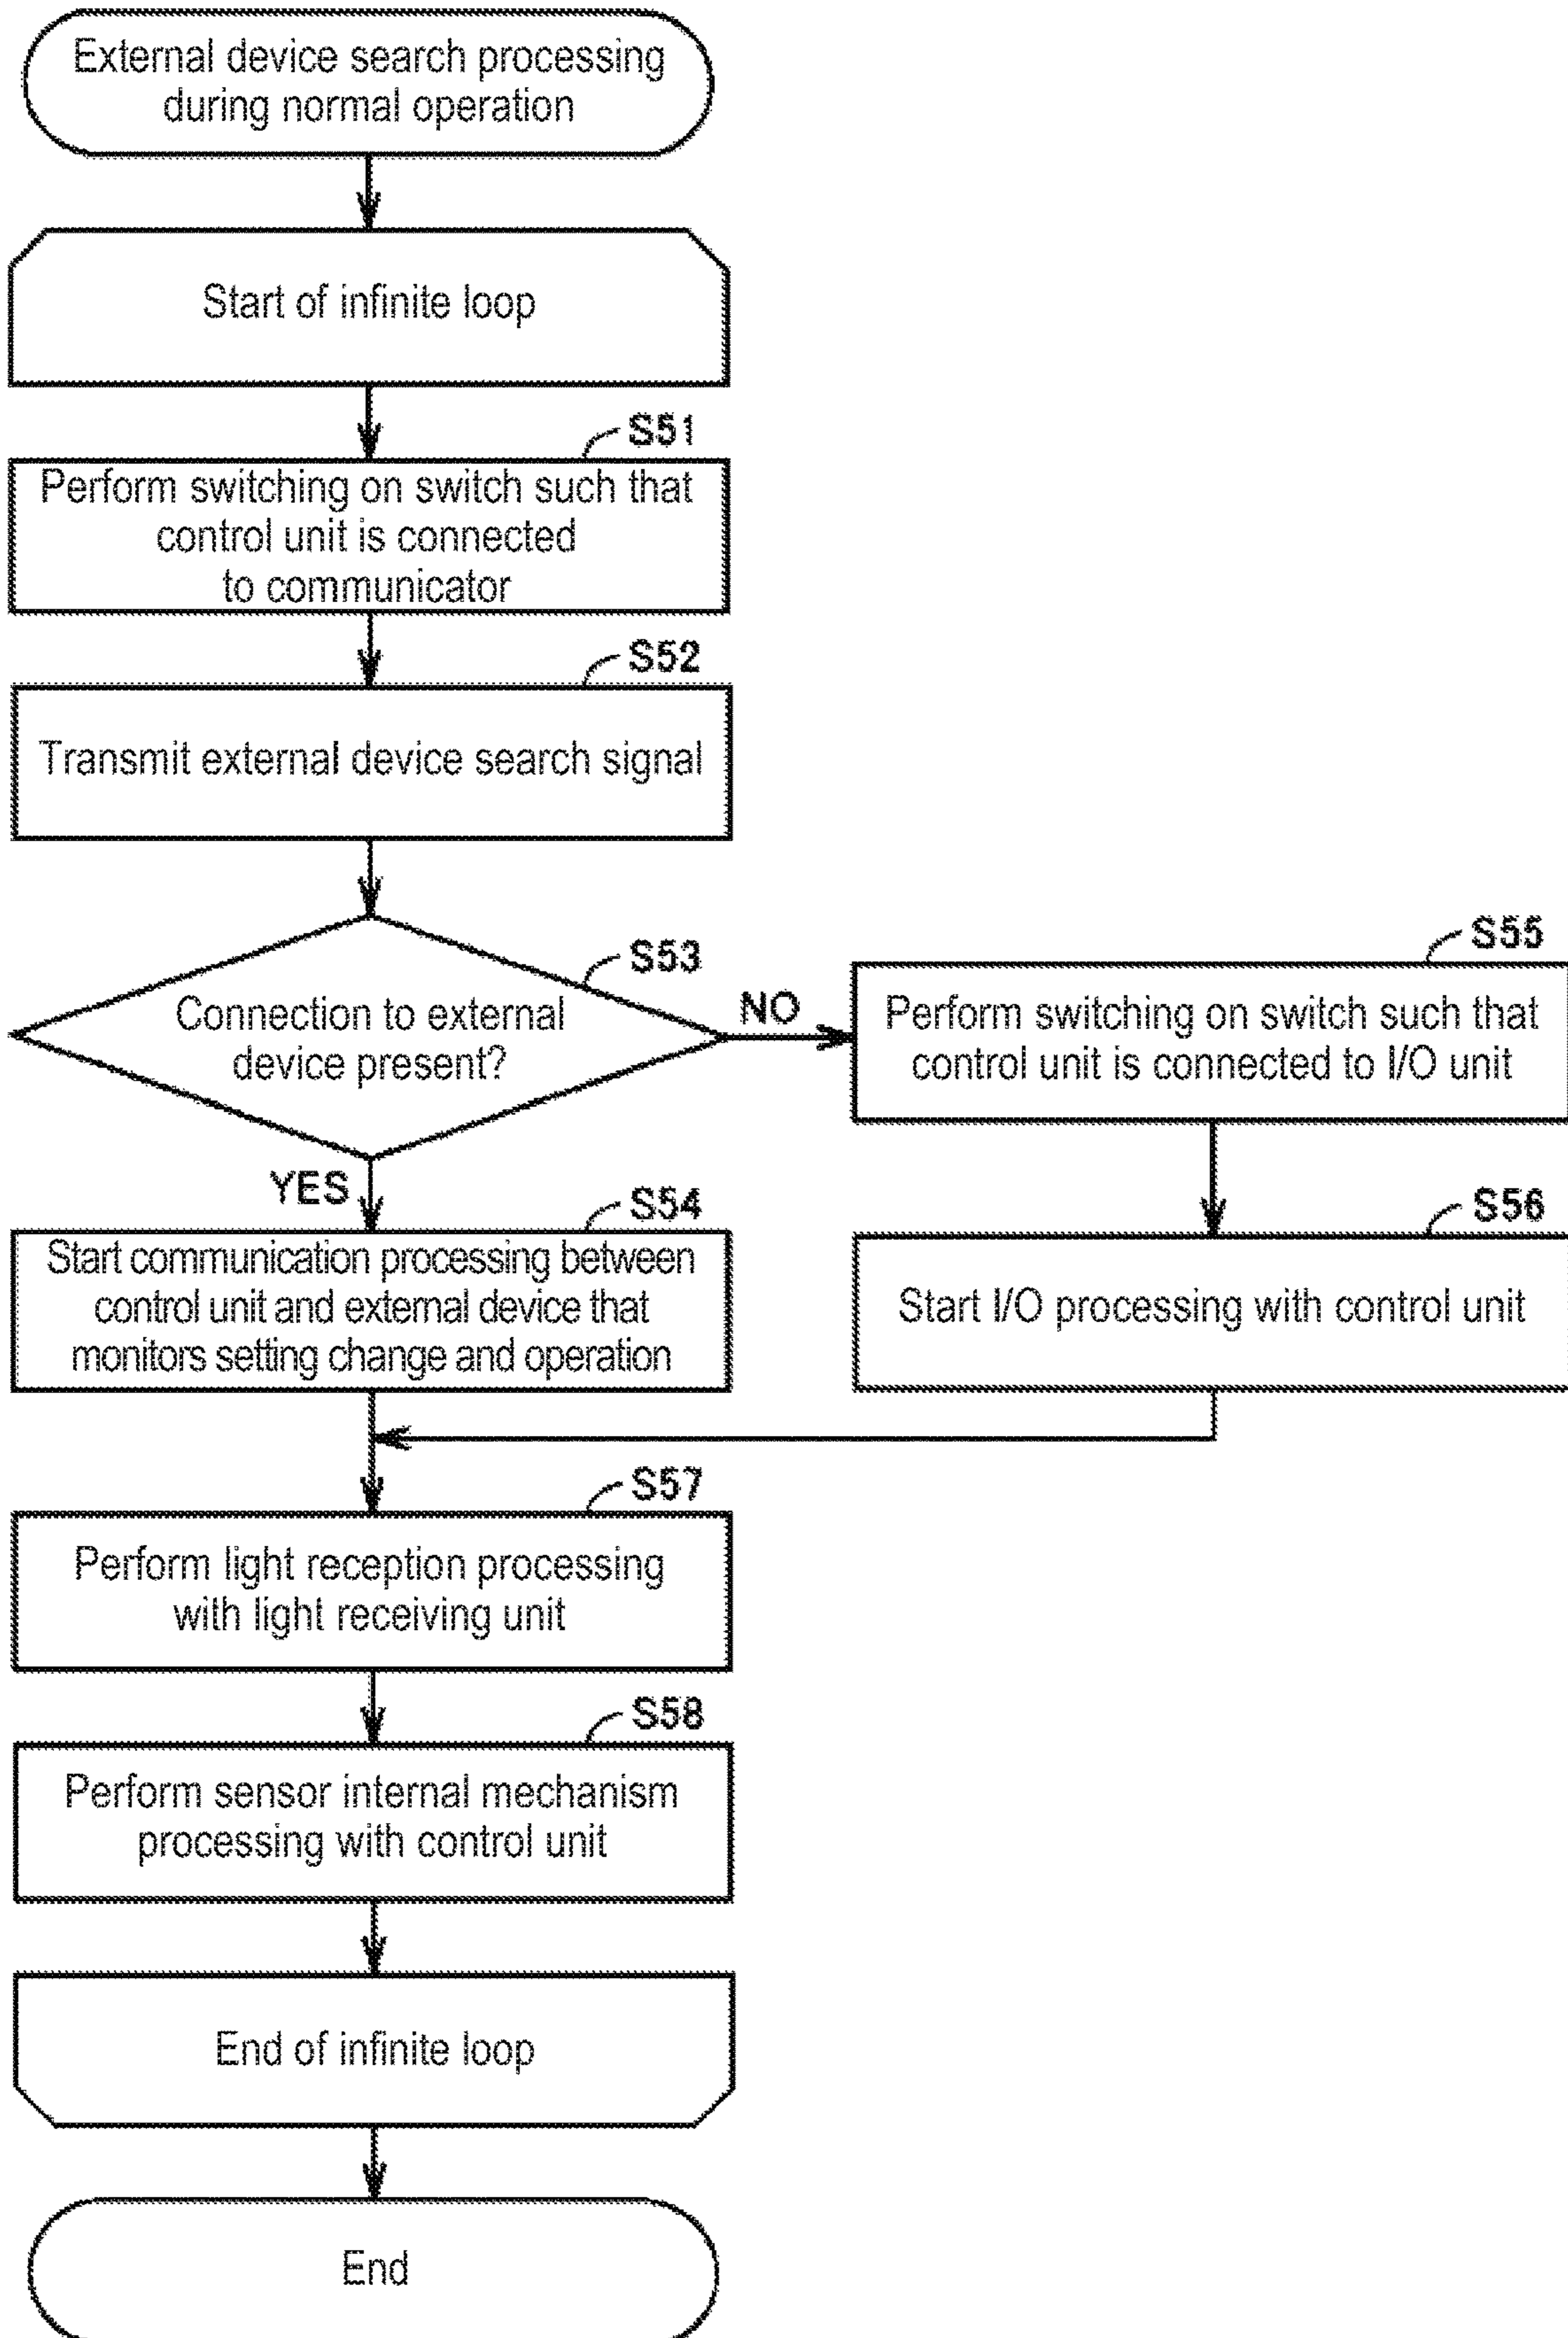 External device search processing
during normal operation
Start of infinite loop
S51
Perform switching on switch such that
control unit is connected
to communicator
S52
Transmit external device search signal
S53
Connection to external
device present?
NO
YES
S55
Perform switching on switch such that
control unit is connected to I/O unit
S54
Start communication processing between
control unit and external device that
monitors setting change and operation
S56
Start I/O processing with control unit
S57
Perform light reception processing
with light receiving unit
S58
Perform sensor internal mechanism
processing with control unit
End of infinite loop
End